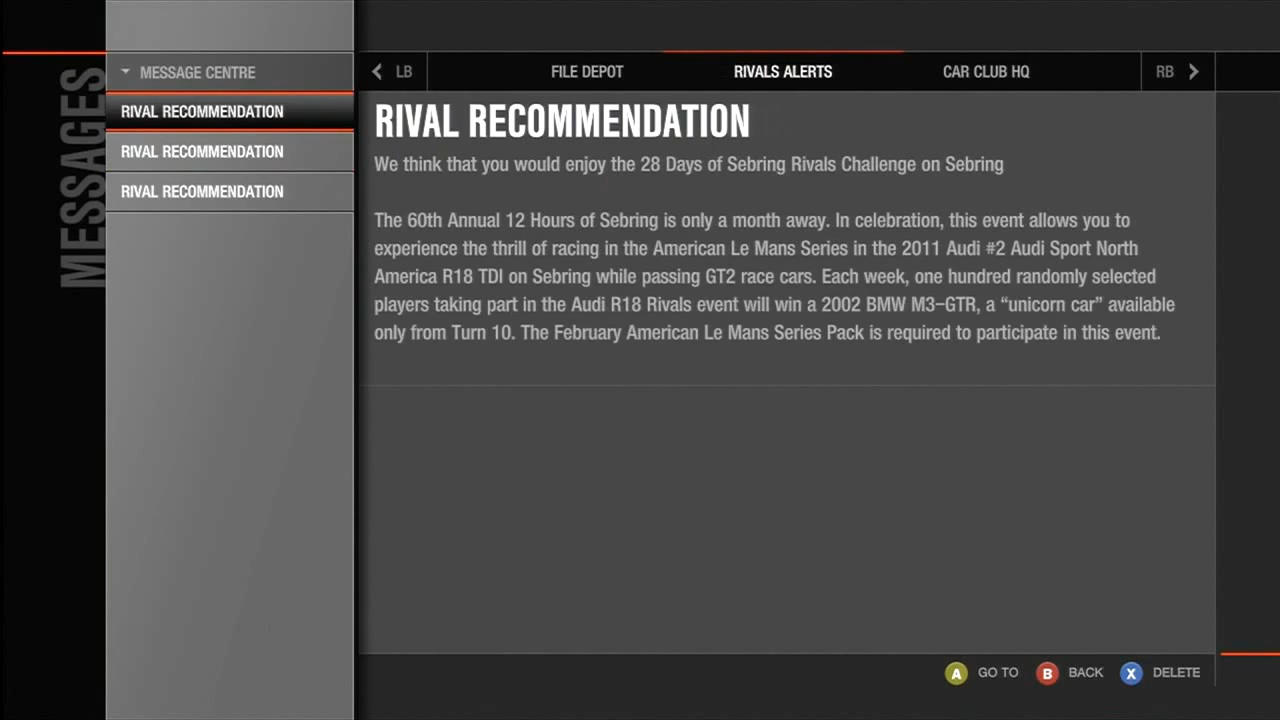 MESSAGES
MESSAGE CENTRE
RIVAL RECOMMENDATION
RIVAL RECOMMENDATION
RIVAL RECOMMENDATION
LB
FILE DEPOT
RIVALS ALERTS
CAR CLUB HQ
RB
RIVAL RECOMMENDATION
We think that you would enjoy the 28 Days of Sebring Rivals Challenge on Sebring
The 60th Annual 12 Hours of Sebring is only a month away. In celebration, this event allows you to
experience the thrill of racing in the American Le Mans Series in the 2011 Audi #2 Audi Sport North
America R18 TDI on Sebring while passing GT2 race cars. Each week, one hundred randomly selected
players taking part in the Audi R18 Rivals event will win a 2002 BMW M3-GTR, a “unicorn car” available
only from Turn 10. The February American Le Mans Series Pack is required to participate in this event.
A GO TO
B BACK
X DELETE